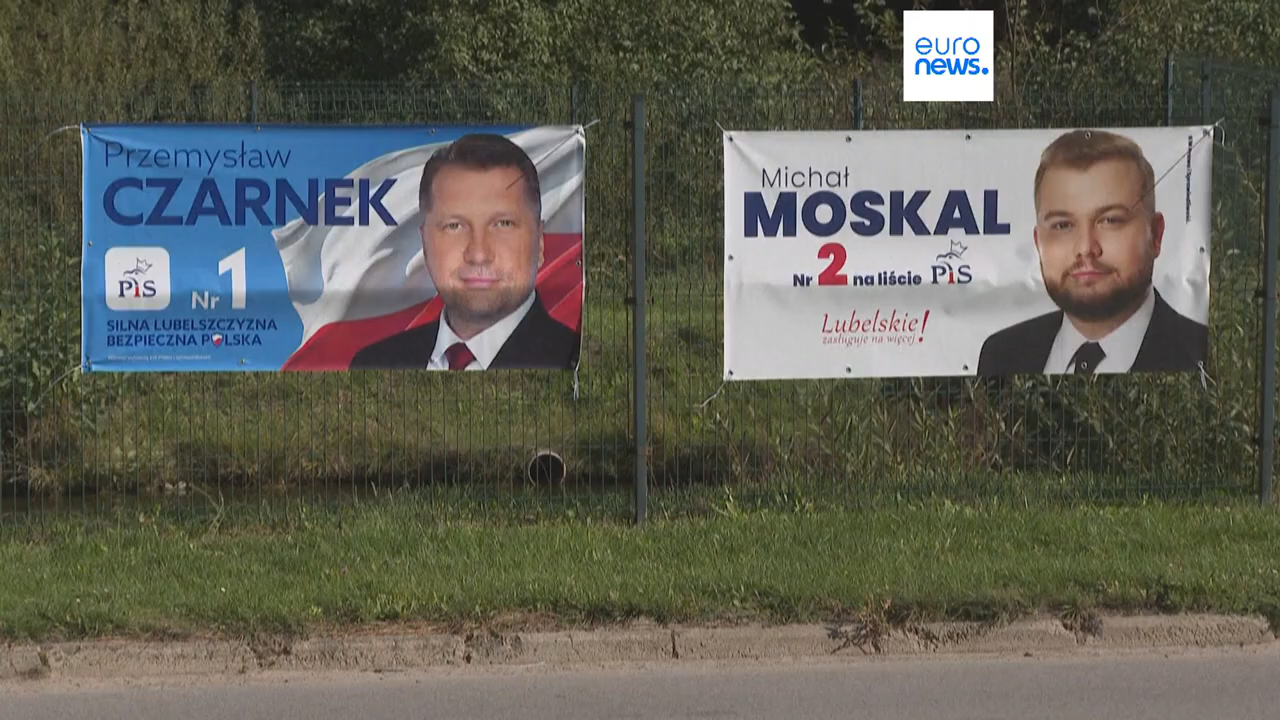 euro
news.
Przemysław
CZARNEK
PiS
Nr 1
SILNA LUBELSZCZYZNA
BEZPIECZNA POLSKA
Michał
MOSKAL
Nr 2 na liście PiS
Lubelskie!
zasługuje na więcej